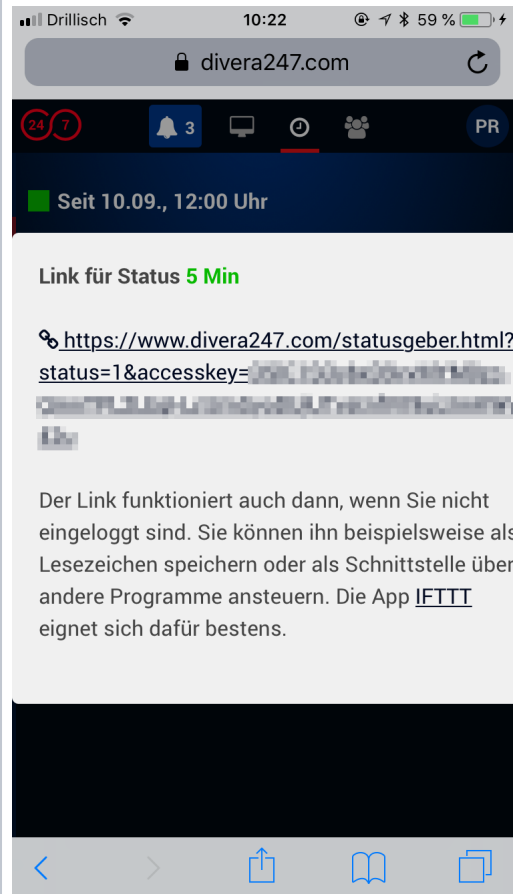 Drillisch 10:22 59 %
divera247.com
24 7 3 PR
Seit 10.09., 12:00 Uhr
Link für Status 5 Min
https://www.divera247.com/statusgeber.html?
status=1&accesskey=
Der Link funktioniert auch dann, wenn Sie nicht
eingeloggt sind. Sie können ihn beispielsweise als
Lesezeichen speichern oder als Schnittstelle über
andere Programme ansteuern. Die App IFTTT
eignet sich dafür bestens.